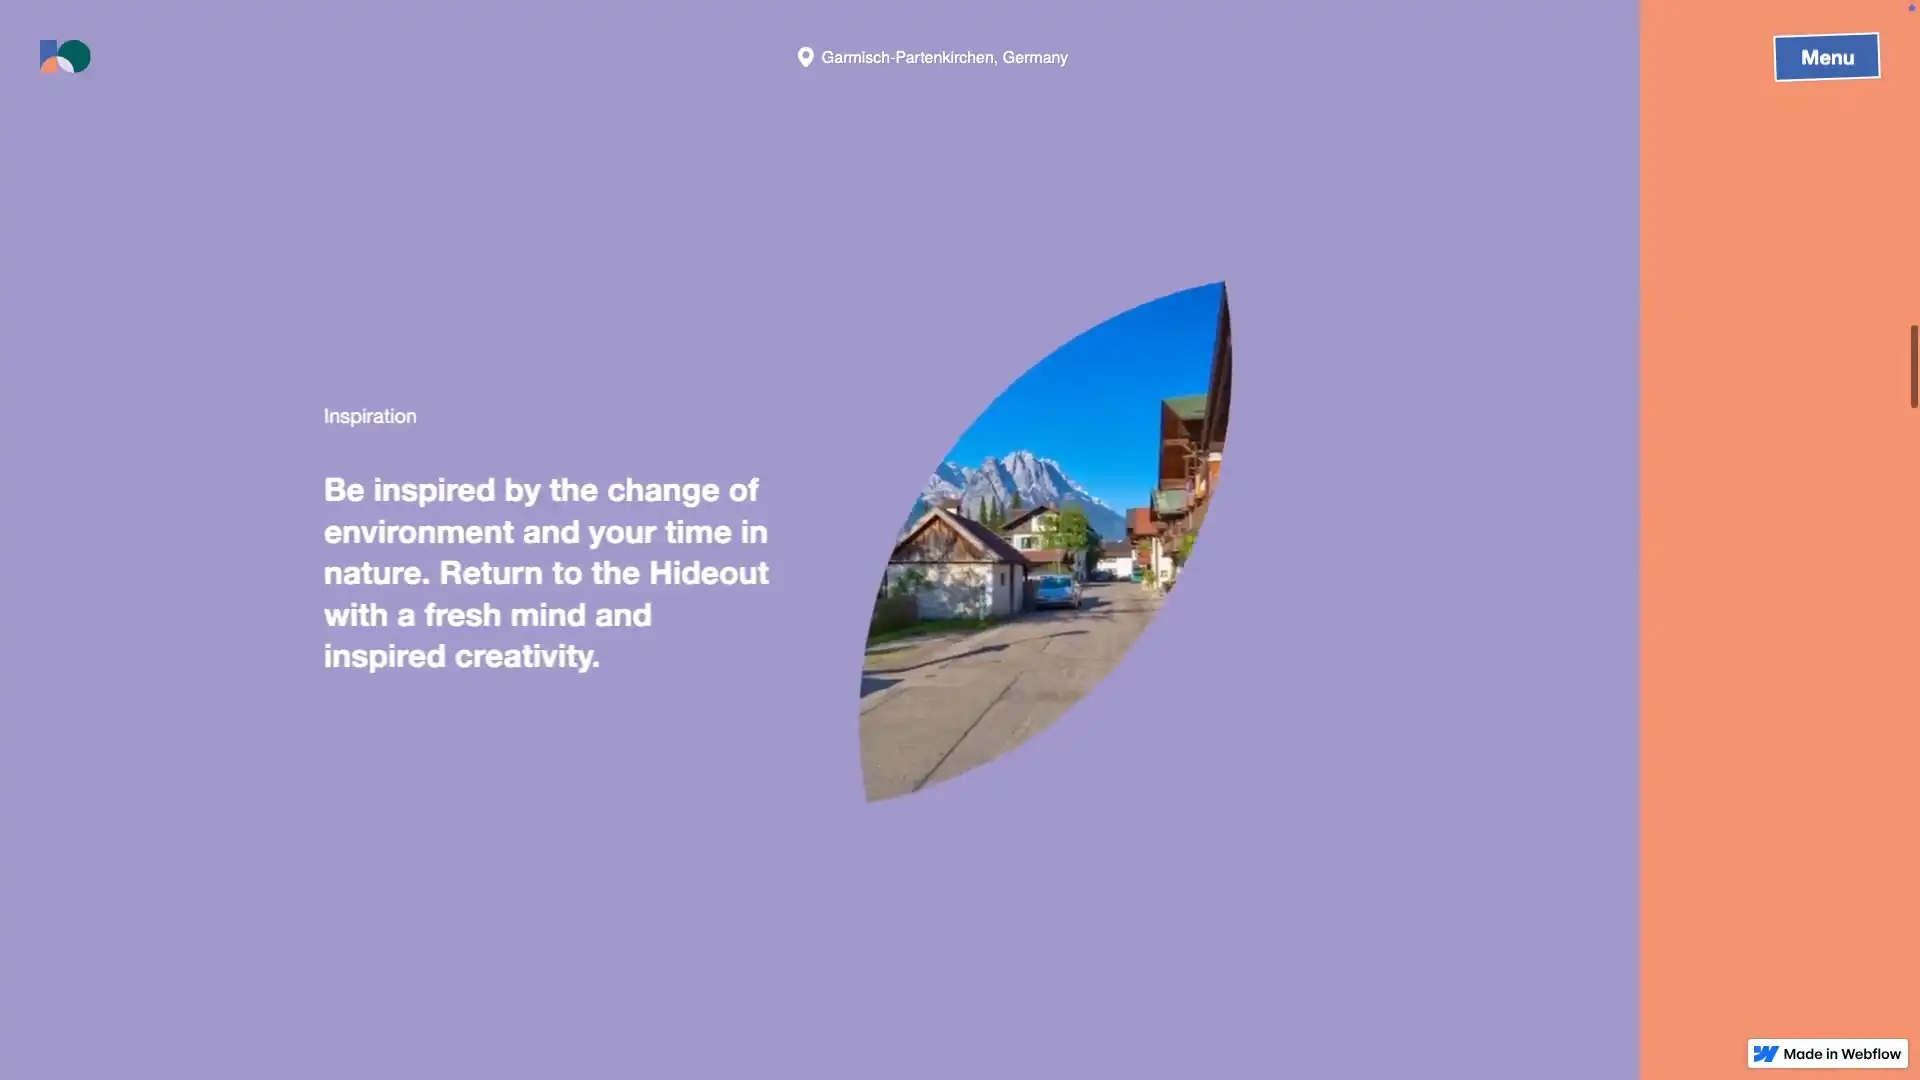 Garmisch-Partenkirchen, Germany
Menu
Inspiration
Be inspired by the change of
environment and your time in
nature. Return to the Hideout
with a fresh mind and
inspired creativity.
Made in Webflow